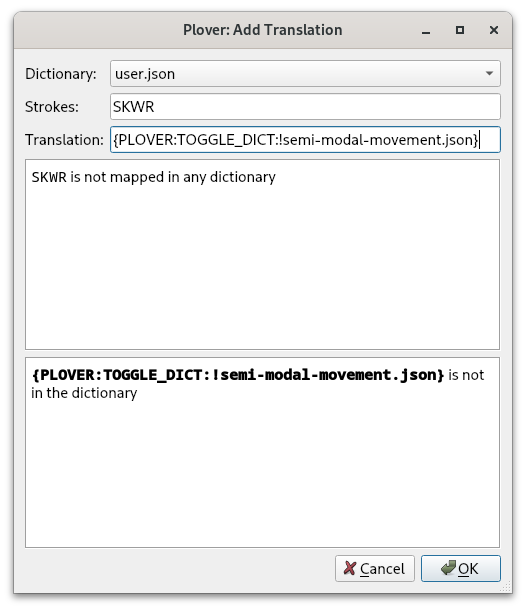 Plover: Add Translation
Dictionary: user.json
Strokes: SKWR
Translation: {PLOVER:TOGGLE_DICT:!semi-modal-movement.json}
SKWR is not mapped in any dictionary
{PLOVER:TOGGLE_DICT:!semi-modal-movement.json} is not
in the dictionary
Cancel OK